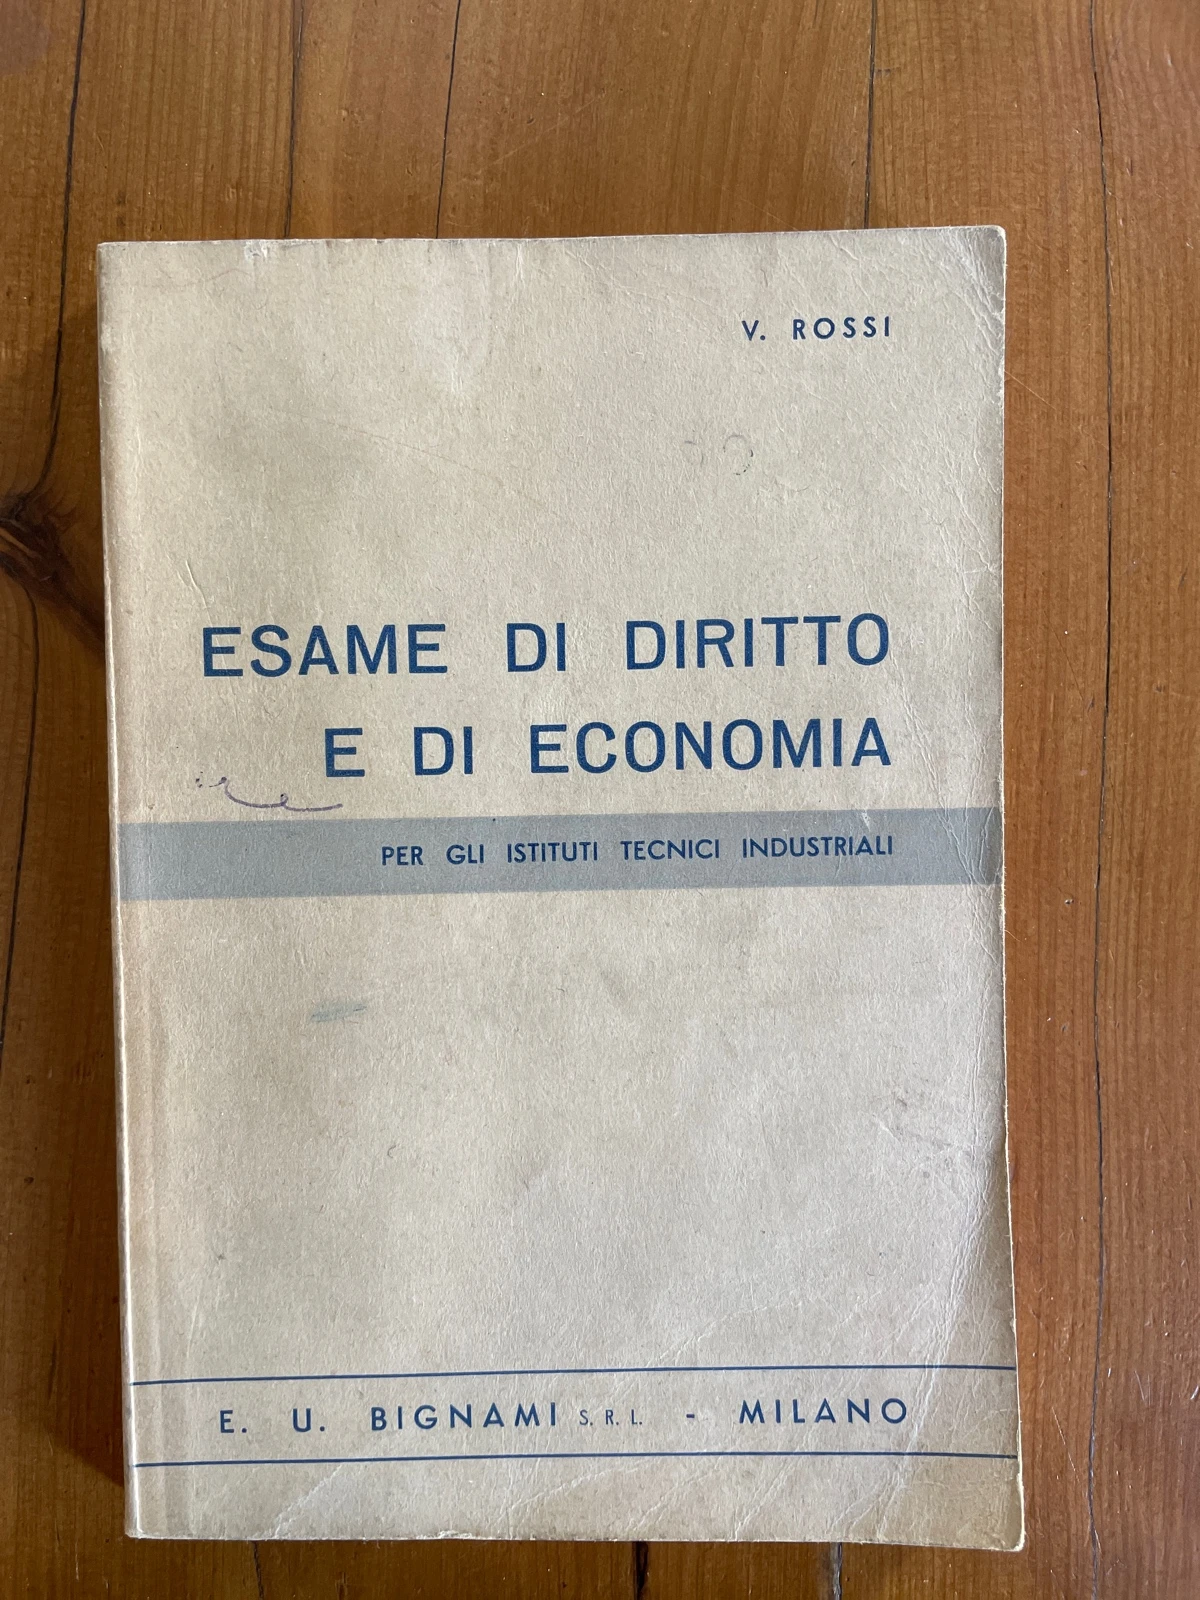 V. ROSSI
ESAME DI DIRITTO
E DI ECONOMIA
PER GLI ISTITUTI TECNICI INDUSTRIALI
E. U. BIGNAMI S. R. L. - MILANO